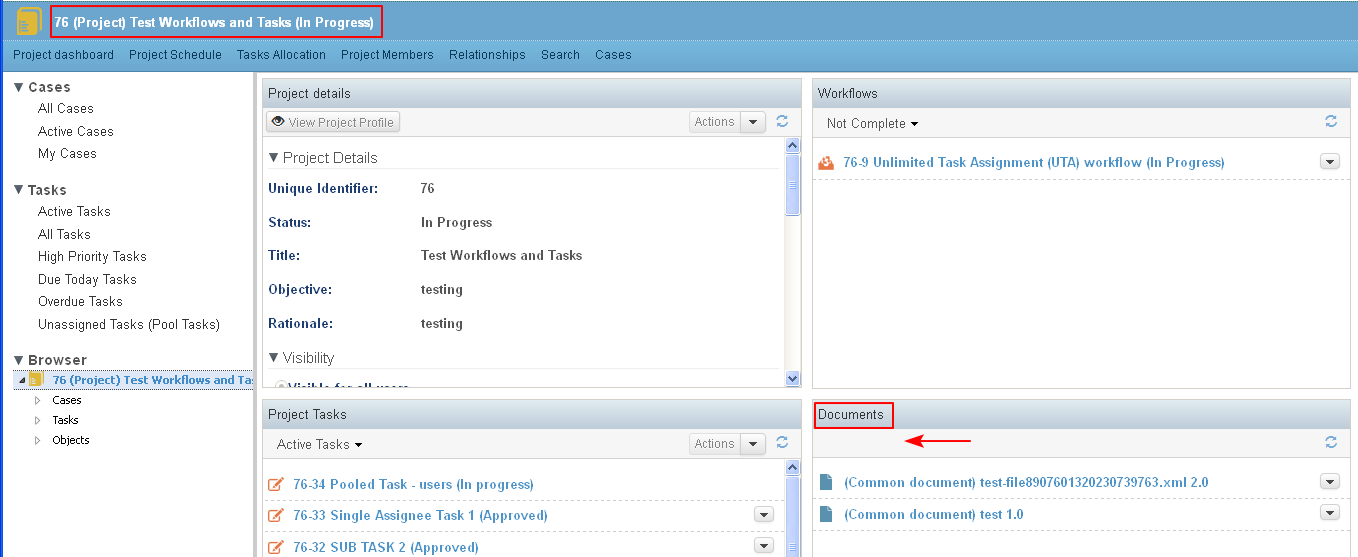 76 (Project) Test Workflows and Tasks (In Progress)
Project dashboard Project Schedule Tasks Allocation Project Members Relationships Search Cases
Cases
All Cases
Active Cases
My Cases
Tasks
Active Tasks
All Tasks
High Priority Tasks
Due Today Tasks
Overdue Tasks
Unassigned Tasks (Pool Tasks)
Browser
76 (Project) Test Workflows and Tas
Cases
Tasks
Objects
Project details
View Project Profile Actions
Project Details
Unique Identifier: 76
Status: In Progress
Title: Test Workflows and Tasks
Objective: testing
Rationale: testing
Visibility
Visible for all users
Project Tasks
Active Tasks Actions
76-34 Pooled Task - users (In progress)
76-33 Single Assignee Task 1 (Approved)
76-32 SUB TASK 2 (Approved)
Workflows
Not Complete
76-9 Unlimited Task Assignment (UTA) workflow (In Progress)
Documents
(Common document) test-file8907601320230739763.xml 2.0
(Common document) test 1.0